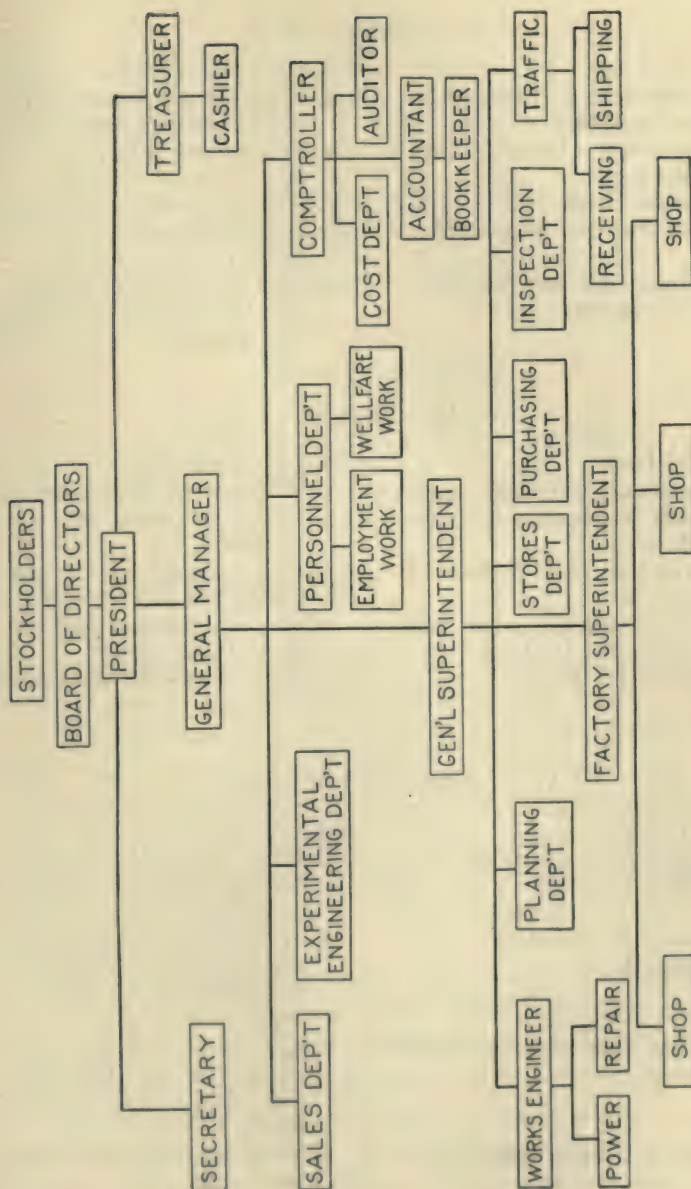 STOCKHOLDERS
BOARD OF DIRECTORS
PRESIDENT
SECRETARY
GENERAL MANAGER
TREASURER
CASHIER
SALES DEP'T
EXPERIMENTAL
ENGINEERING DEP'T
PERSONNEL DEP'T
EMPLOYMENT
WORK
WELLFARE
WORK
COMPTROLLER
COST DEP'T
AUDITOR
ACCOUNTANT
BOOKKEEPER
GEN'L SUPERINTENDENT
WORKS ENGINEER
POWER
REPAIR
PLANNING
DEP'T
STORES
DEP'T
PURCHASING
DEP'T
INSPECTION
DEP'T
TRAFFIC
RECEIVING
SHIPPING
FACTORY SUPERINTENDENT
SHOP
SHOP
SHOP